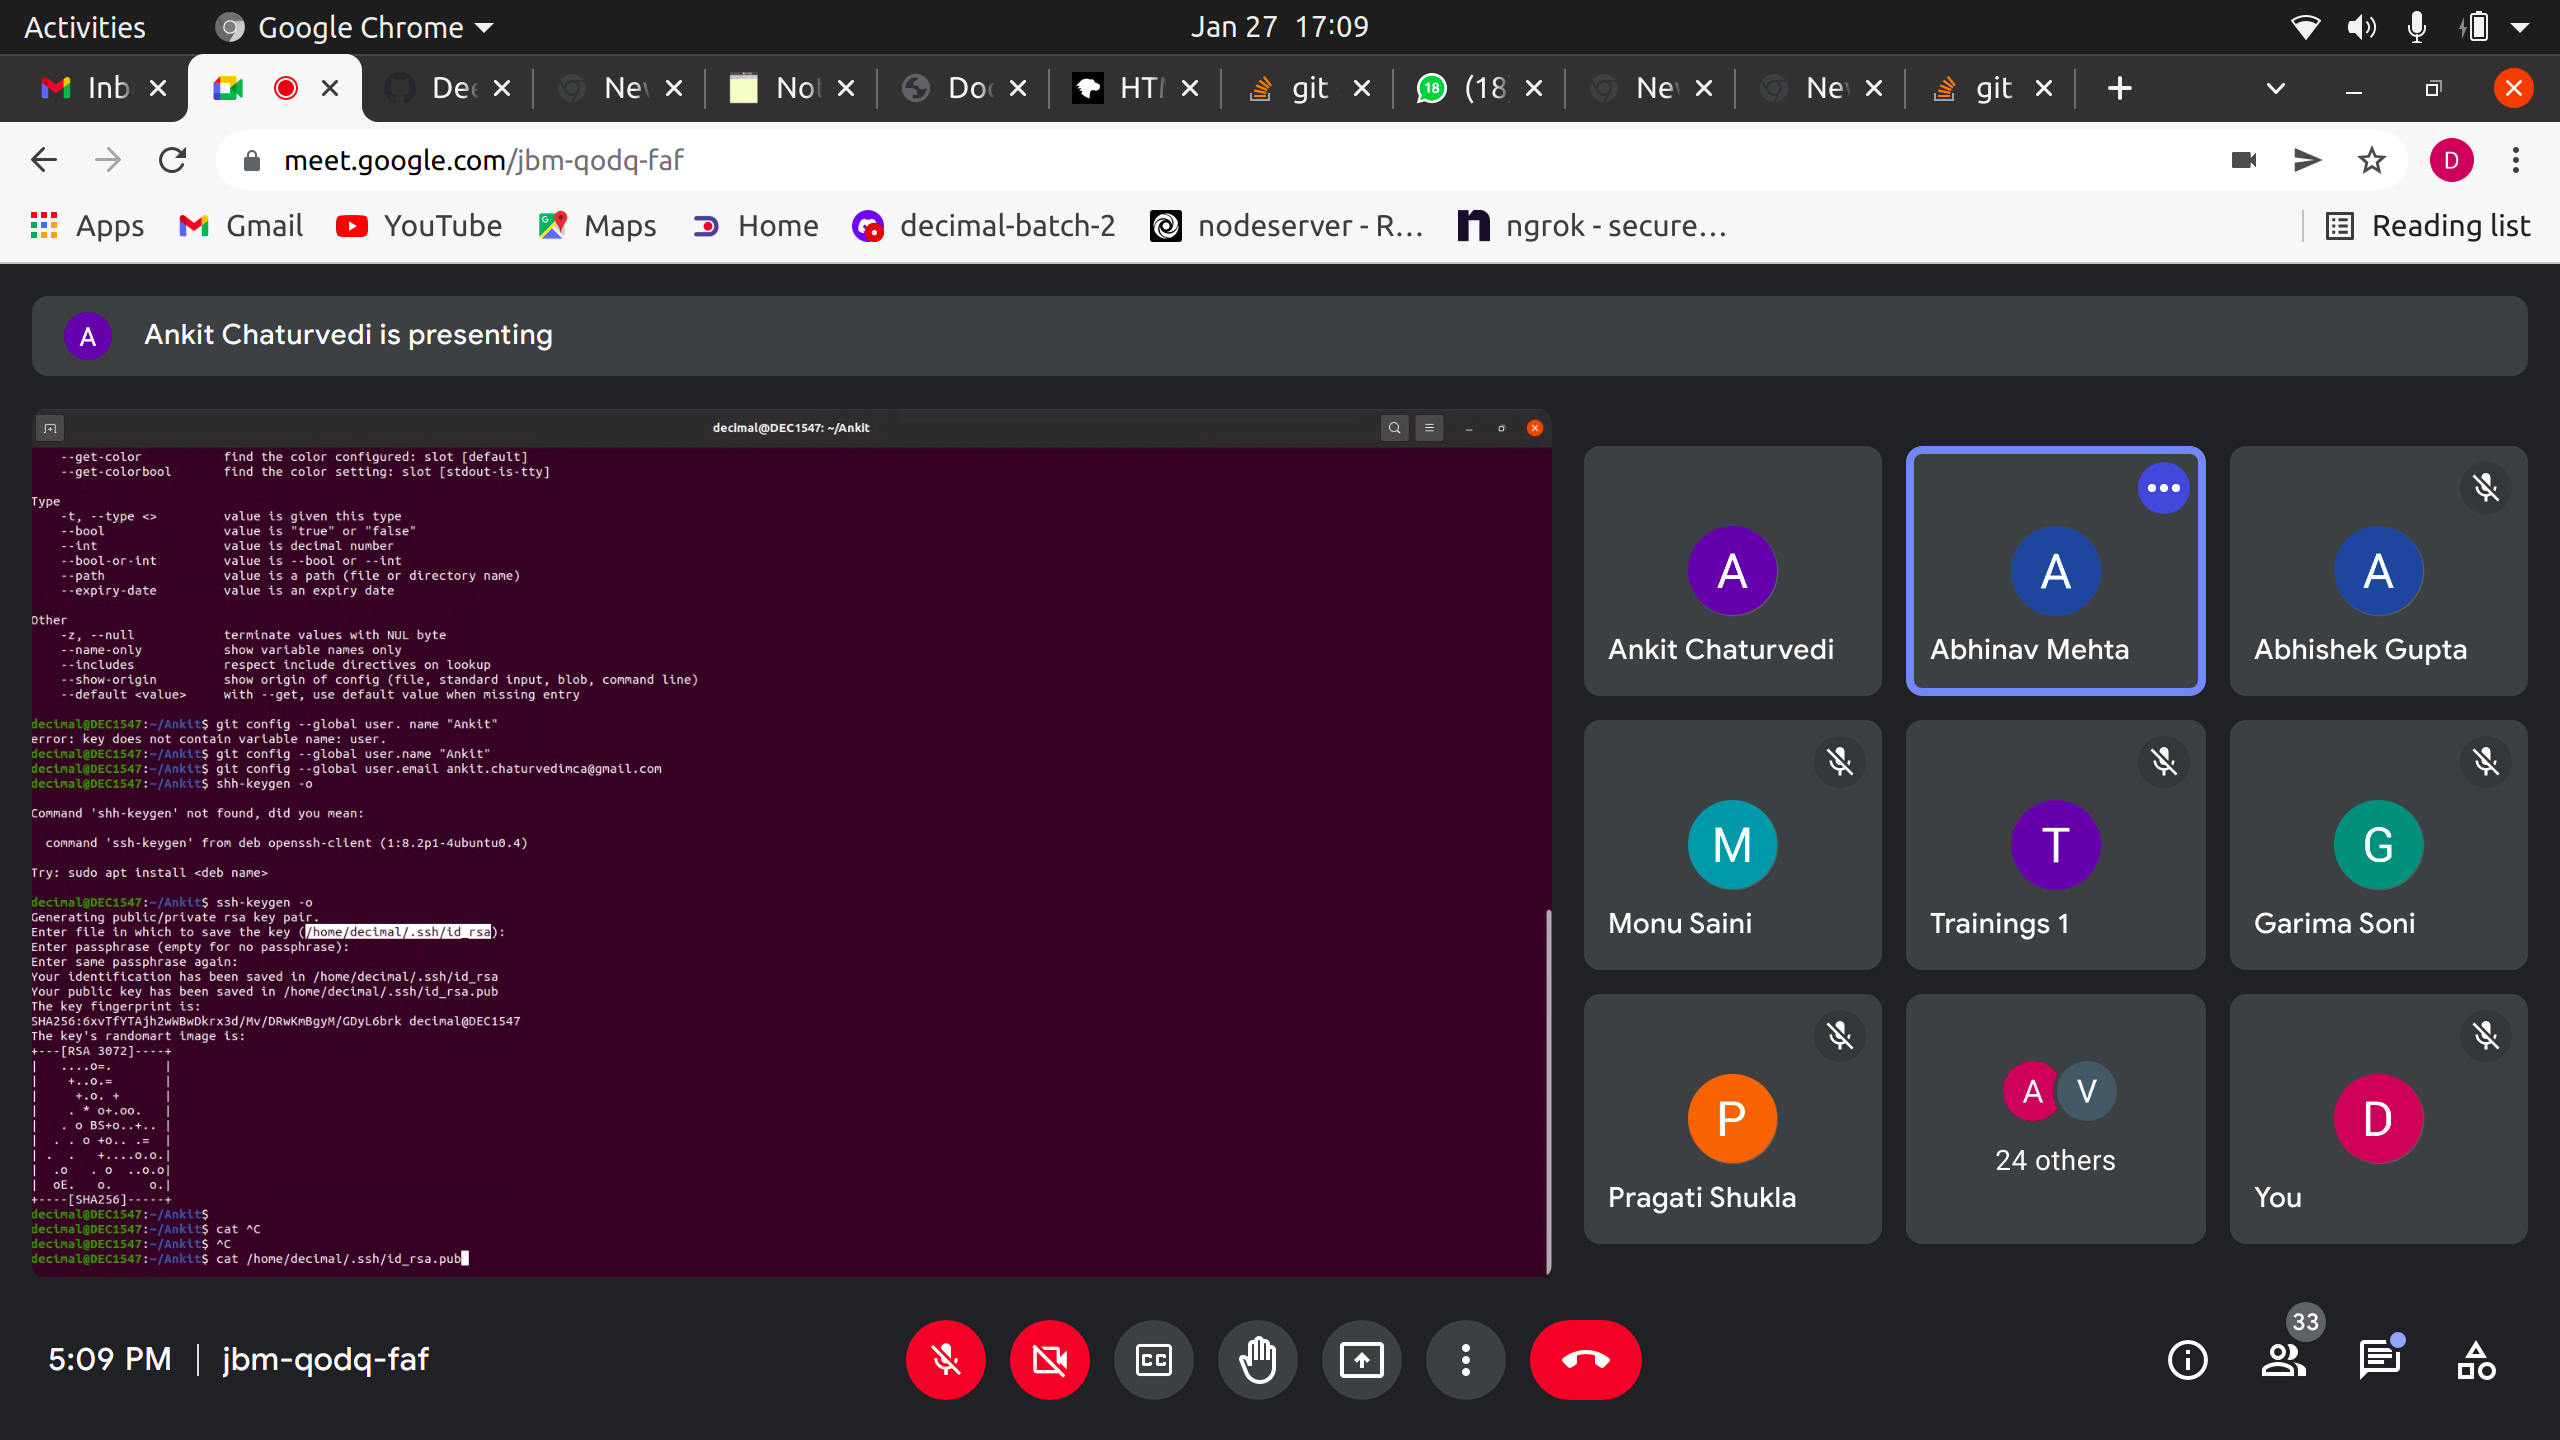 Activities
Google Chrome
Jan 27 17:09
Inb
Dee
Nev
Not
Doc
HTM
git
(18)
Nev
Nev
git
meet.google.com/jbm-qodq-faf
D
Apps
Gmail
YouTube
Maps
Home
decimal-batch-2
nodeserver - R…
ngrok - secure…
Reading list
A
Ankit Chaturvedi is presenting
decimal@DEC1547: ~/Ankit
--get-color find the color configured: slot [default]
--get-colorbool find the color setting: slot [stdout-is-tty]
Type
-t, --type <> value is given this type
--bool value is "true" or "false"
--int value is decimal number
--bool-or-int value is --bool or --int
--path value is a path (file or directory name)
--expiry-date value is an expiry date
Other
-z, --null terminate values with NUL byte
--name-only show variable names only
--includes respect include directives on lookup
--show-origin show origin of config (file, standard input, blob, command line)
--default <value> with --get, use default value when missing entry
decimal@DEC1547:~/Ankit$ git config --global user. name "Ankit"
error: key does not contain variable name: user.
decimal@DEC1547:~/Ankit$ git config --global user.name "Ankit"
decimal@DEC1547:~/Ankit$ git config --global user.email ankit.chaturvedimca@gmail.com
decimal@DEC1547:~/Ankit$ shh-keygen -o
Command 'shh-keygen' not found, did you mean:
command 'ssh-keygen' from deb openssh-client (1:8.2p1-4ubuntu0.4)
Try: sudo apt install <deb name>
decimal@DEC1547:~/Ankit$ ssh-keygen -o
Generating public/private rsa key pair.
Enter file in which to save the key (/home/decimal/.ssh/id_rsa):
Enter passphrase (empty for no passphrase):
Enter same passphrase again:
Your identification has been saved in /home/decimal/.ssh/id_rsa
Your public key has been saved in /home/decimal/.ssh/id_rsa.pub
The key fingerprint is:
SHA256:6xvTfYTAjh2wWBwDkrx3d/Mv/DRwKmBgyM/GDyL6brk decimal@DEC1547
The key's randomart image is:
+---[RSA 3072]----+
| ....o=. |
| +..o.= |
| +.o. + |
| . * o+.oo. |
| . o BS+o..+.. |
| . . o +o.. .= |
| . . +....o.o.|
| .o . o ..o.o|
| oE. o. o.|
+----[SHA256]-----+
decimal@DEC1547:~/Ankit$
decimal@DEC1547:~/Ankit$ cat ^C
decimal@DEC1547:~/Ankit$ ^C
decimal@DEC1547:~/Ankit$ cat /home/decimal/.ssh/id_rsa.pub
A
Ankit Chaturvedi
A
Abhinav Mehta
A
Abhishek Gupta
M
Monu Saini
T
Trainings 1
G
Garima Soni
P
Pragati Shukla
A V
24 others
D
You
5:09 PM | jbm-qodq-faf
CC
33